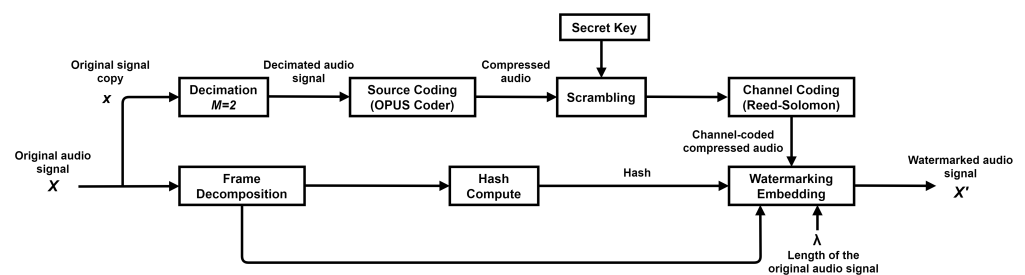 Secret Key
Original signal
copy
x
Decimated audio
signal
Compressed
audio
Decimation
M=2
Source Coding
(OPUS Coder)
Scrambling
Channel Coding
(Reed-Solomon)
Channel-coded
compressed audio
Original audio
signal
X
Frame
Decomposition
Hash
Compute
Hash
Watermarking
Embedding
Watermarked audio
signal
X'
λ
Length of the
original audio signal